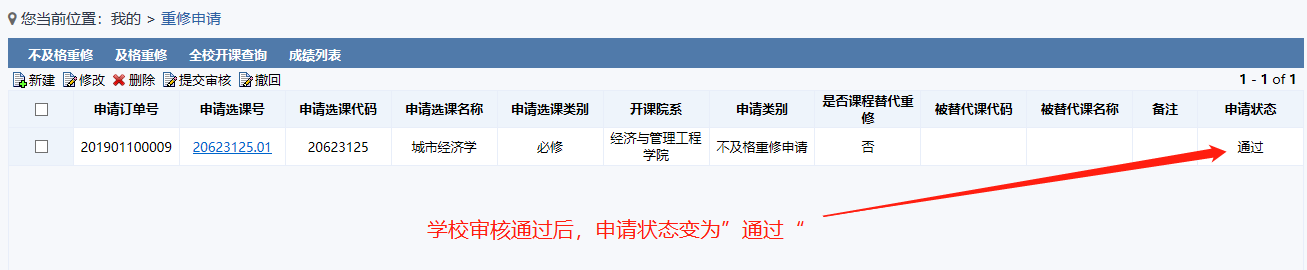 您当前位置：我的 > 重修申请
不及格重修 及格重修 全校开课查询 成绩列表
新建 修改 删除 提交审核 撤回 1 - 1 of 1
申请订单号 申请选课号 申请选课代码 申请选课名称 申请选课类别 开课院系 申请类别 是否课程替代重修 被替代课代码 被替代课名称 备注 申请状态
201901100009 20623125.01 20623125 城市经济学 必修 经济与管理工程学院 不及格重修申请 否 通过
学校审核通过后，申请状态变为”通过“